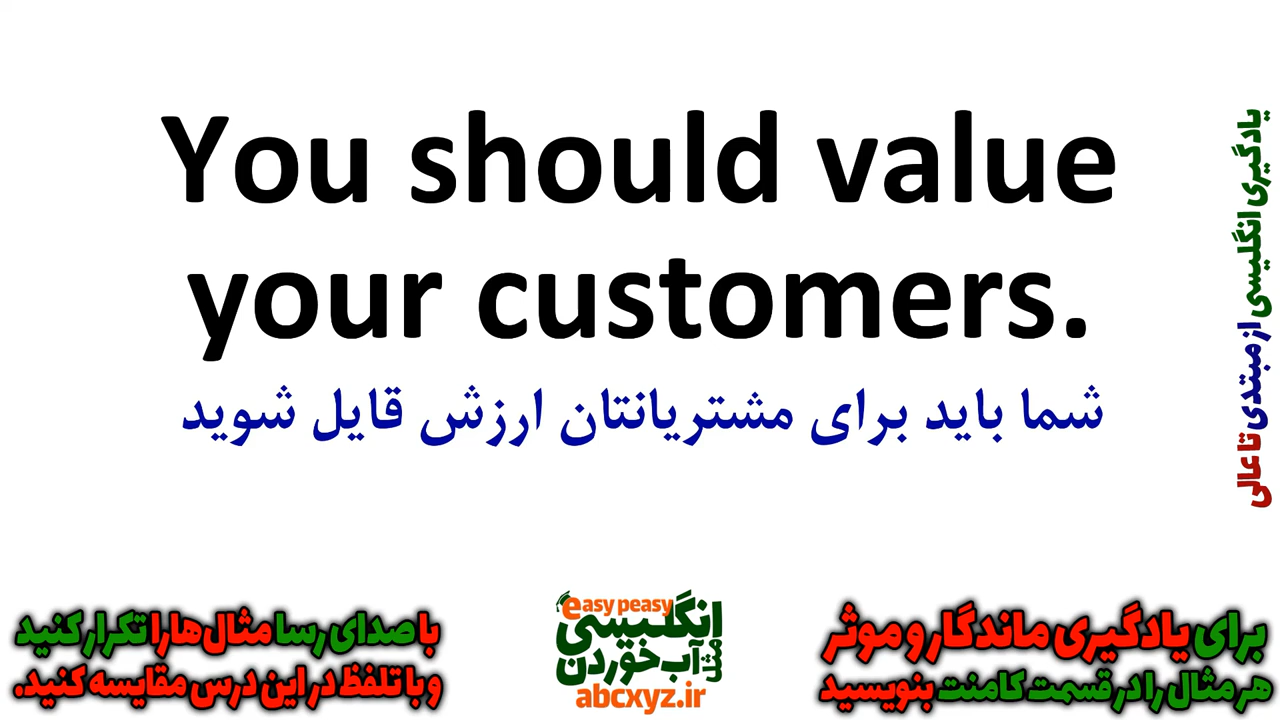 You should value
your customers.
شما باید برای مشتریانتان ارزش قایل شوید
یادگیری انگلیسی از مبتدی تا عالی
برای یادگیری ماندگار و موثر
هر مثال را در قسمت کامنت بنویسید
easy peasy
انگلیسی
مثل آب خوردن
abcxyz.ir
با صدای رسا مثال‌ها را تکرار کنید
و با تلفظ در این درس مقایسه کنید.